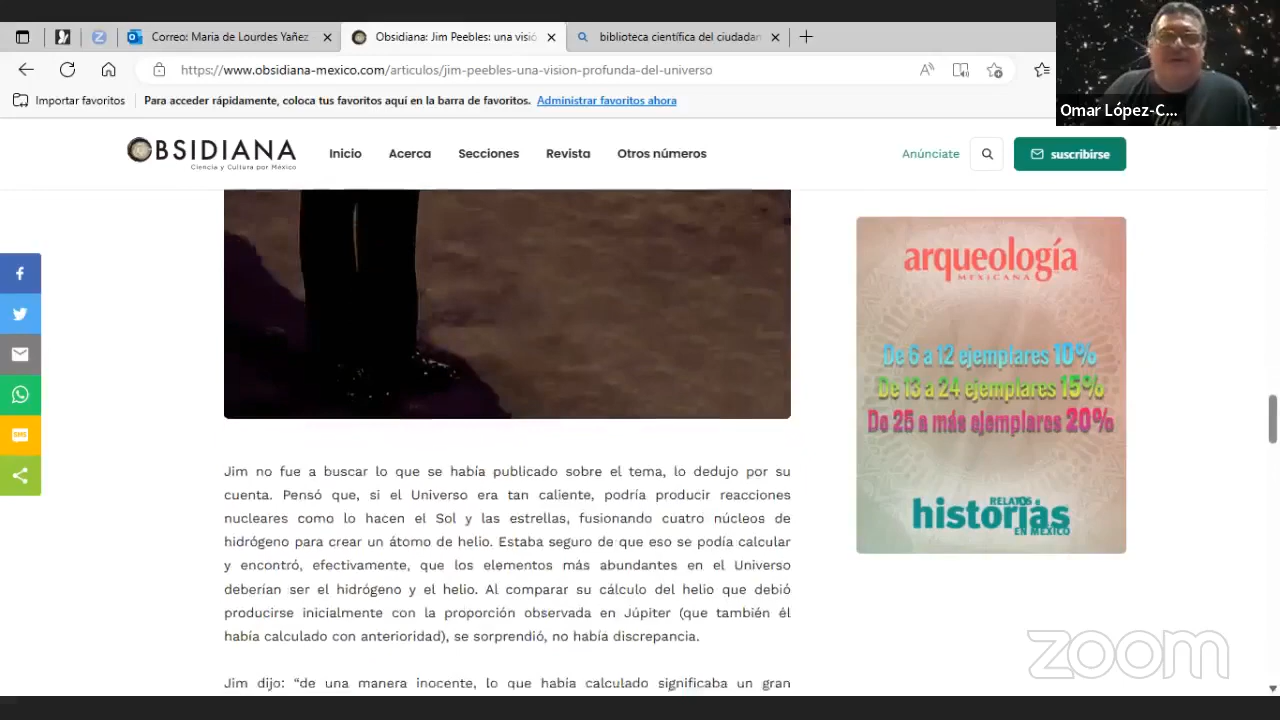 Correo: Maria de Lourdes Yañez
Obsidiana: Jim Peebles: una visió
biblioteca científica del ciudadan
https://www.obsidiana-mexico.com/articulos/jim-peebles-una-vision-profunda-del-universo
Importar favoritos
Para acceder rápidamente, coloca tus favoritos aquí en la barra de favoritos. Administrar favoritos ahora
Omar López-C...
OBSIDIANA
Ciencia y Cultura por México
Inicio Acerca Secciones Revista Otros números
Anúnciate
suscribirse
arqueología
MEXICANA
De 6 a 12 ejemplares 10%
De 13 a 24 ejemplares 15%
De 25 a más ejemplares 20%
RELATOS e
historias
EN MÉXICO
SMS
Jim no fue a buscar lo que se había publicado sobre el tema, lo dedujo por su
cuenta. Pensó que, si el Universo era tan caliente, podría producir reacciones
nucleares como lo hacen el Sol y las estrellas, fusionando cuatro núcleos de
hidrógeno para crear un átomo de helio. Estaba seguro de que eso se podía calcular
y encontró, efectivamente, que los elementos más abundantes en el Universo
deberían ser el hidrógeno y el helio. Al comparar su cálculo del helio que debió
producirse inicialmente con la proporción observada en Júpiter (que también él
había calculado con anterioridad), se sorprendió, no había discrepancia.
Jim dijo: “de una manera inocente, lo que había calculado significaba un gran
zoom